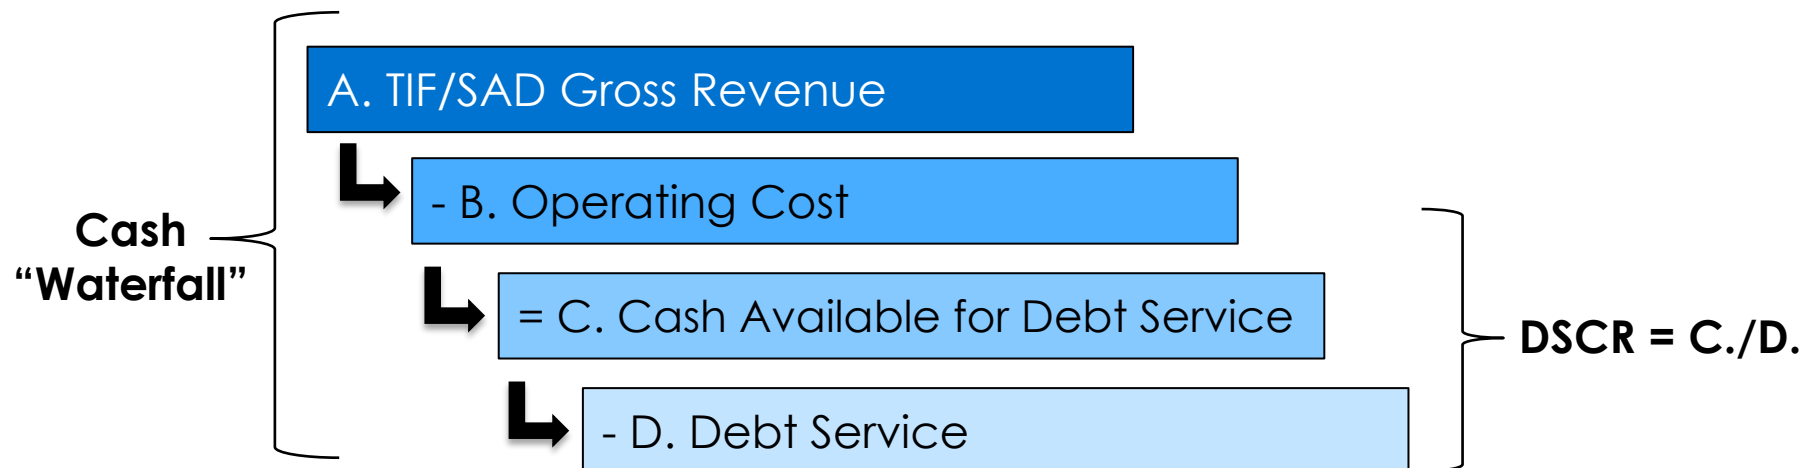 A. TIF/SAD Gross Revenue
- B. Operating Cost
Cash
“Waterfall”
= C. Cash Available for Debt Service
DSCR = C./D.
- D. Debt Service